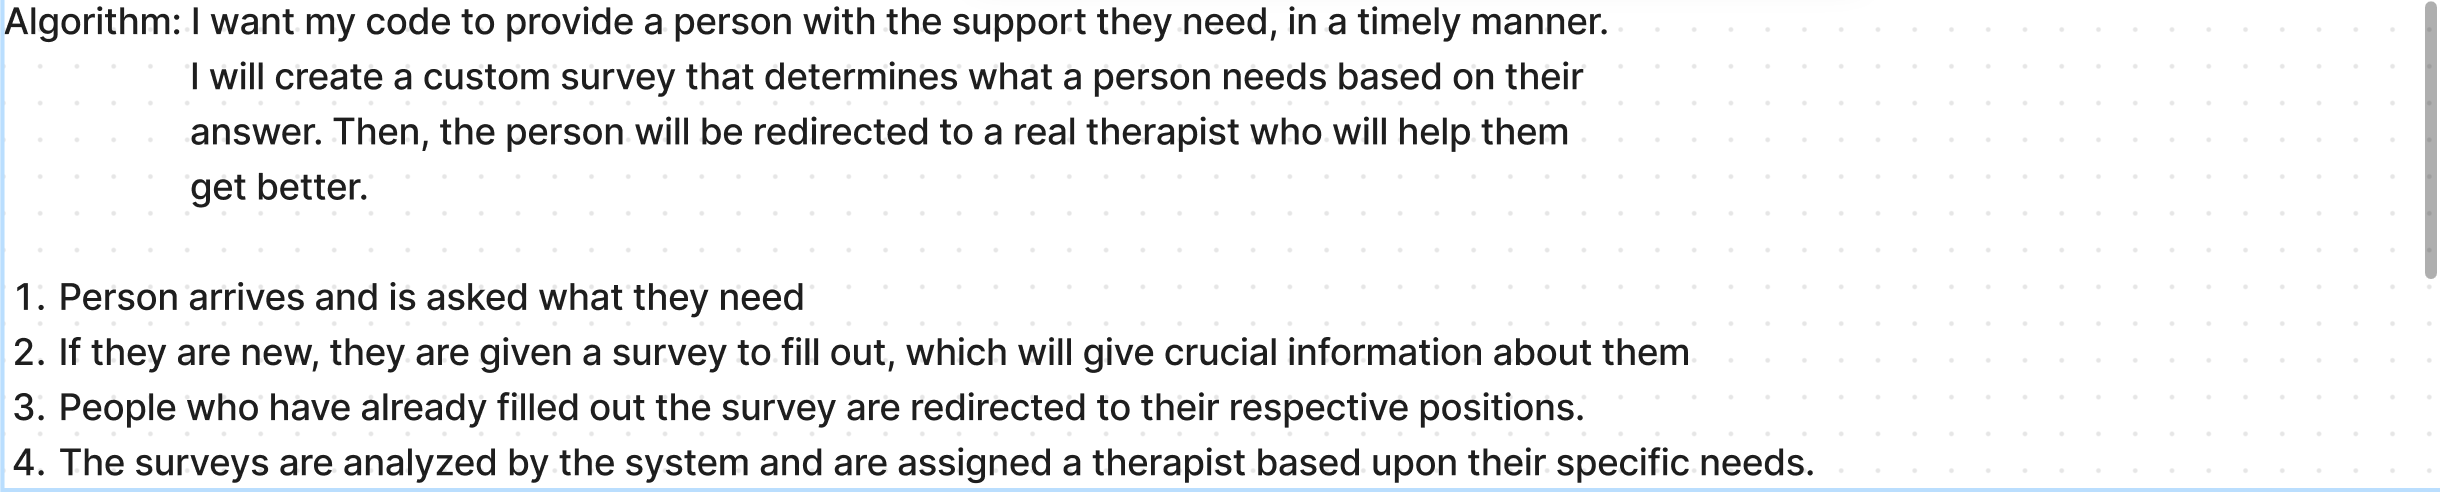 Algorithm: I want my code to provide a person with the support they need, in a timely manner.
I will create a custom survey that determines what a person needs based on their
answer. Then, the person will be redirected to a real therapist who will help them
get better.
1. Person arrives and is asked what they need
2. If they are new, they are given a survey to fill out, which will give crucial information about them
3. People who have already filled out the survey are redirected to their respective positions.
4. The surveys are analyzed by the system and are assigned a therapist based upon their specific needs.